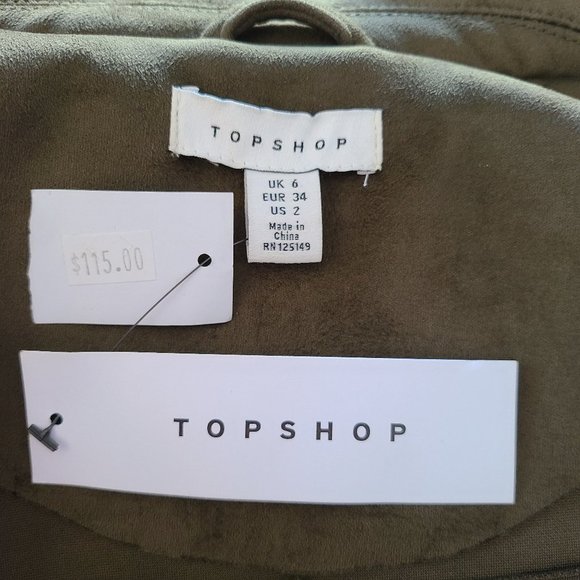 TOPSHOP
UK 6
EUR 34
US 2
Made in
China
RN125149
$115.00
TOPSHOP